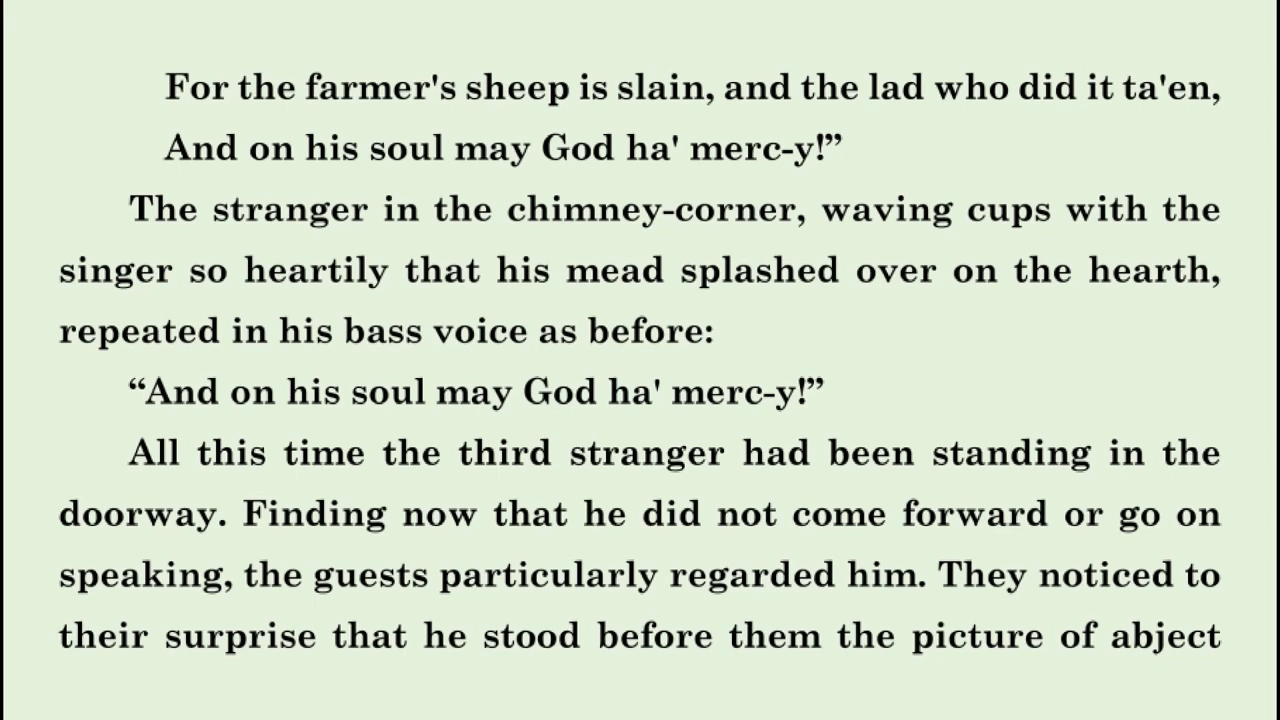 For the farmer's sheep is slain, and the lad who did it ta'en,
And on his soul may God ha' merc-y!”
The stranger in the chimney-corner, waving cups with the
singer so heartily that his mead splashed over on the hearth,
repeated in his bass voice as before:
“And on his soul may God ha' merc-y!”
All this time the third stranger had been standing in the
doorway. Finding now that he did not come forward or go on
speaking, the guests particularly regarded him. They noticed to
their surprise that he stood before them the picture of abject